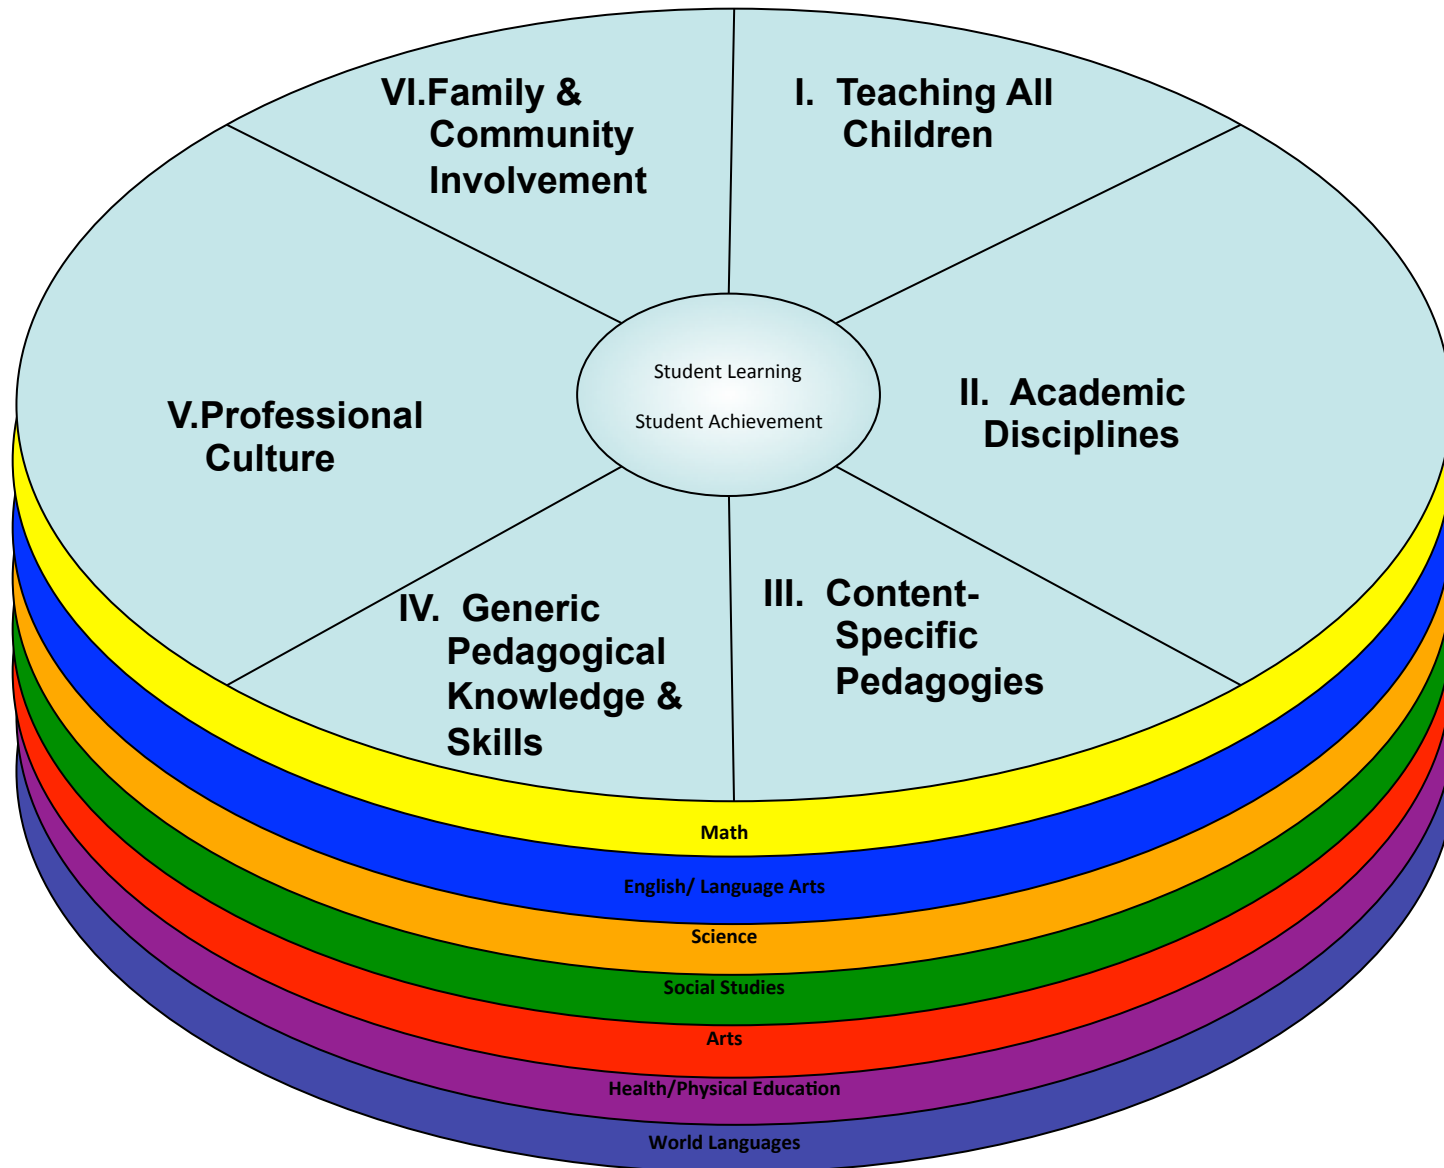 VI.Family &
Community
Involvement
I. Teaching All
Children
Student Learning
Student Achievement
II. Academic
Disciplines
V.Professional
Culture
III. Content-
Specific
Pedagogies
IV. Generic
Pedagogical
Knowledge &
Skills
Math
English/ Language Arts
Science
Social Studies
Arts
Health/Physical Education
World Languages